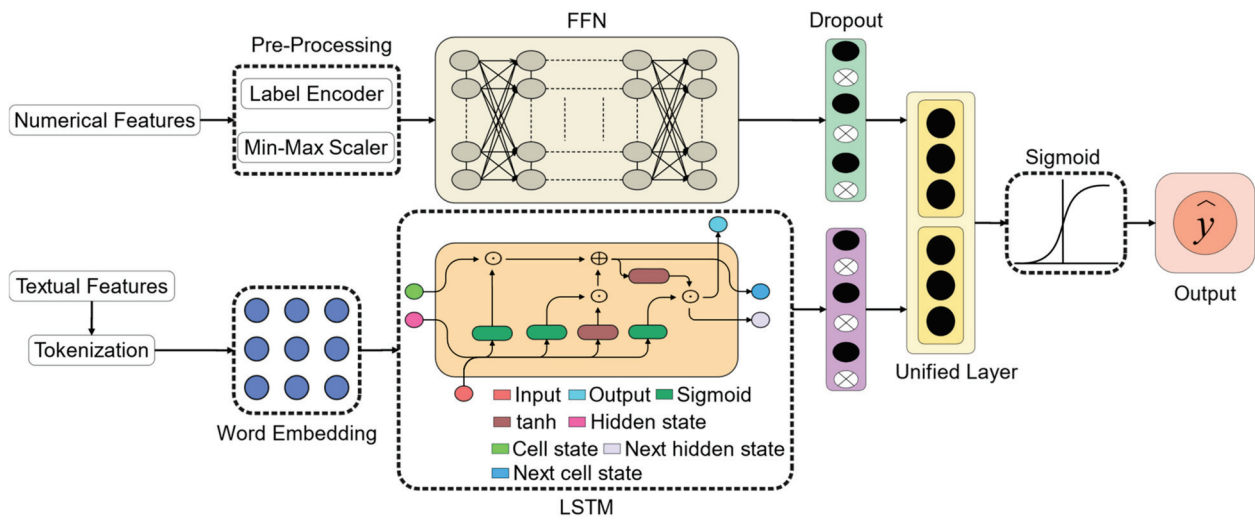 FFN
Dropout
Pre-Processing
Label Encoder
Numerical Features
Min-Max Scaler
Sigmoid
ŷ
Output
Textual Features
Tokenization
Word Embedding
Input
Output
Sigmoid
tanh
Hidden state
Cell state
Next hidden state
Next cell state
LSTM
Unified Layer